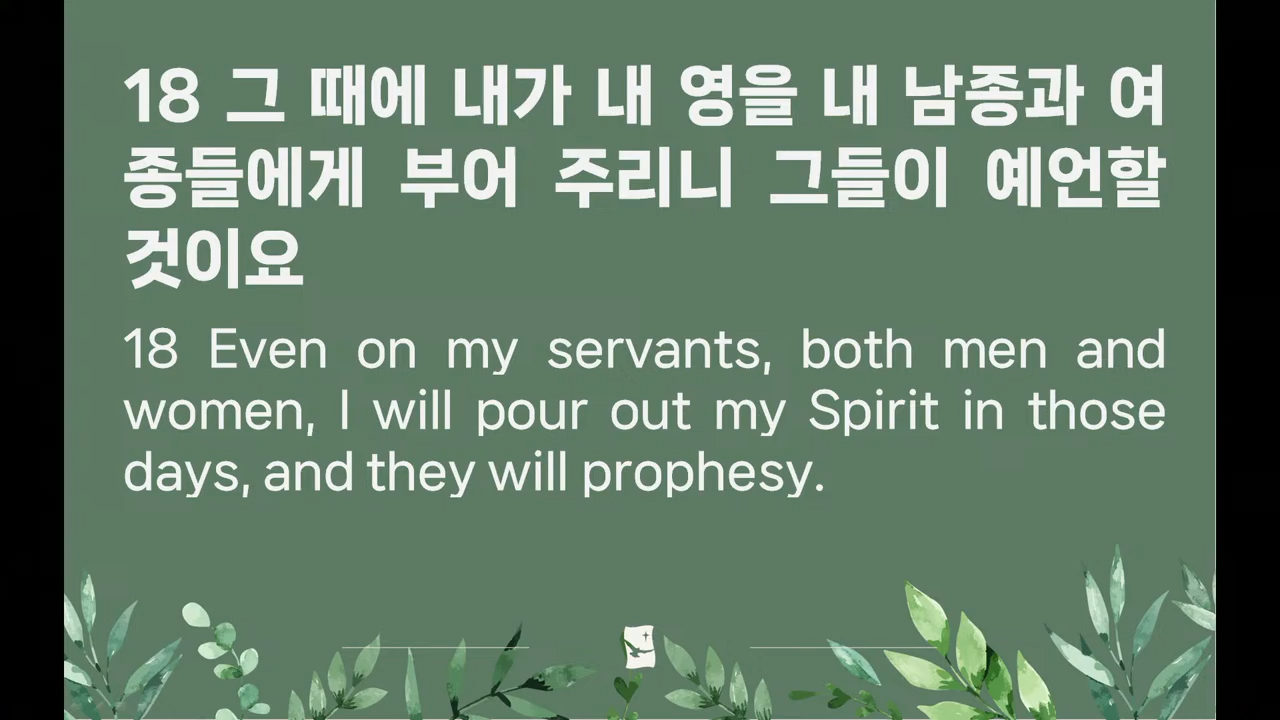 18 그 때에 내가 내 영을 내 남종과 여
종들에게 부어 주리니 그들이 예언할
것이요
18 Even on my servants, both men and
women, I will pour out my Spirit in those
days, and they will prophesy.